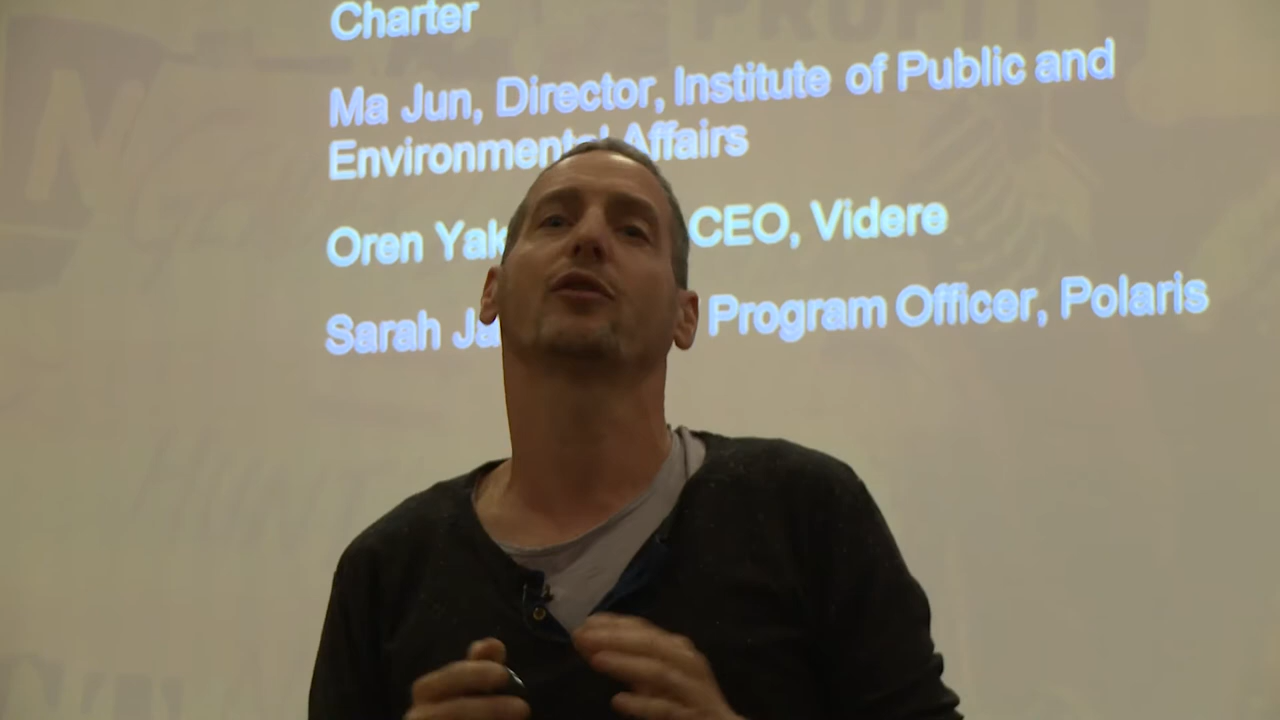 Charter
Ma Jun, Director, Institute of Public and
Environmental Affairs
Oren CEO, Videre
Sarah Program Officer, Polaris